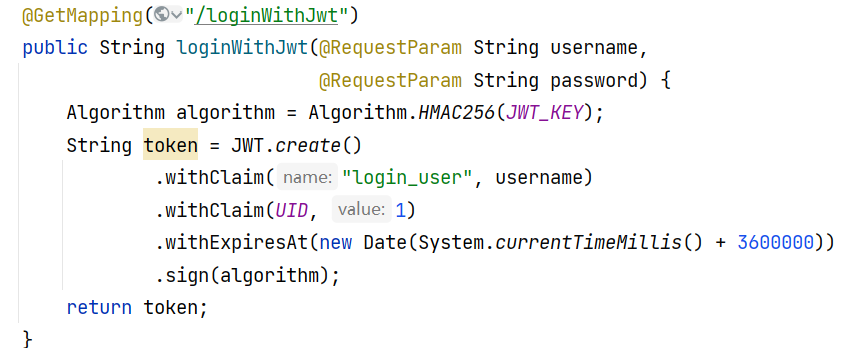 @GetMapping("/loginWithJwt")
public String loginWithJwt(@RequestParam String username,
@RequestParam String password) {
Algorithm algorithm = Algorithm.HMAC256(JWT_KEY);
String token = JWT.create()
.withClaim( name: "login_user", username)
.withClaim(UID, value: 1)
.withExpiresAt(new Date(System.currentTimeMillis() + 3600000))
.sign(algorithm);
return token;
}